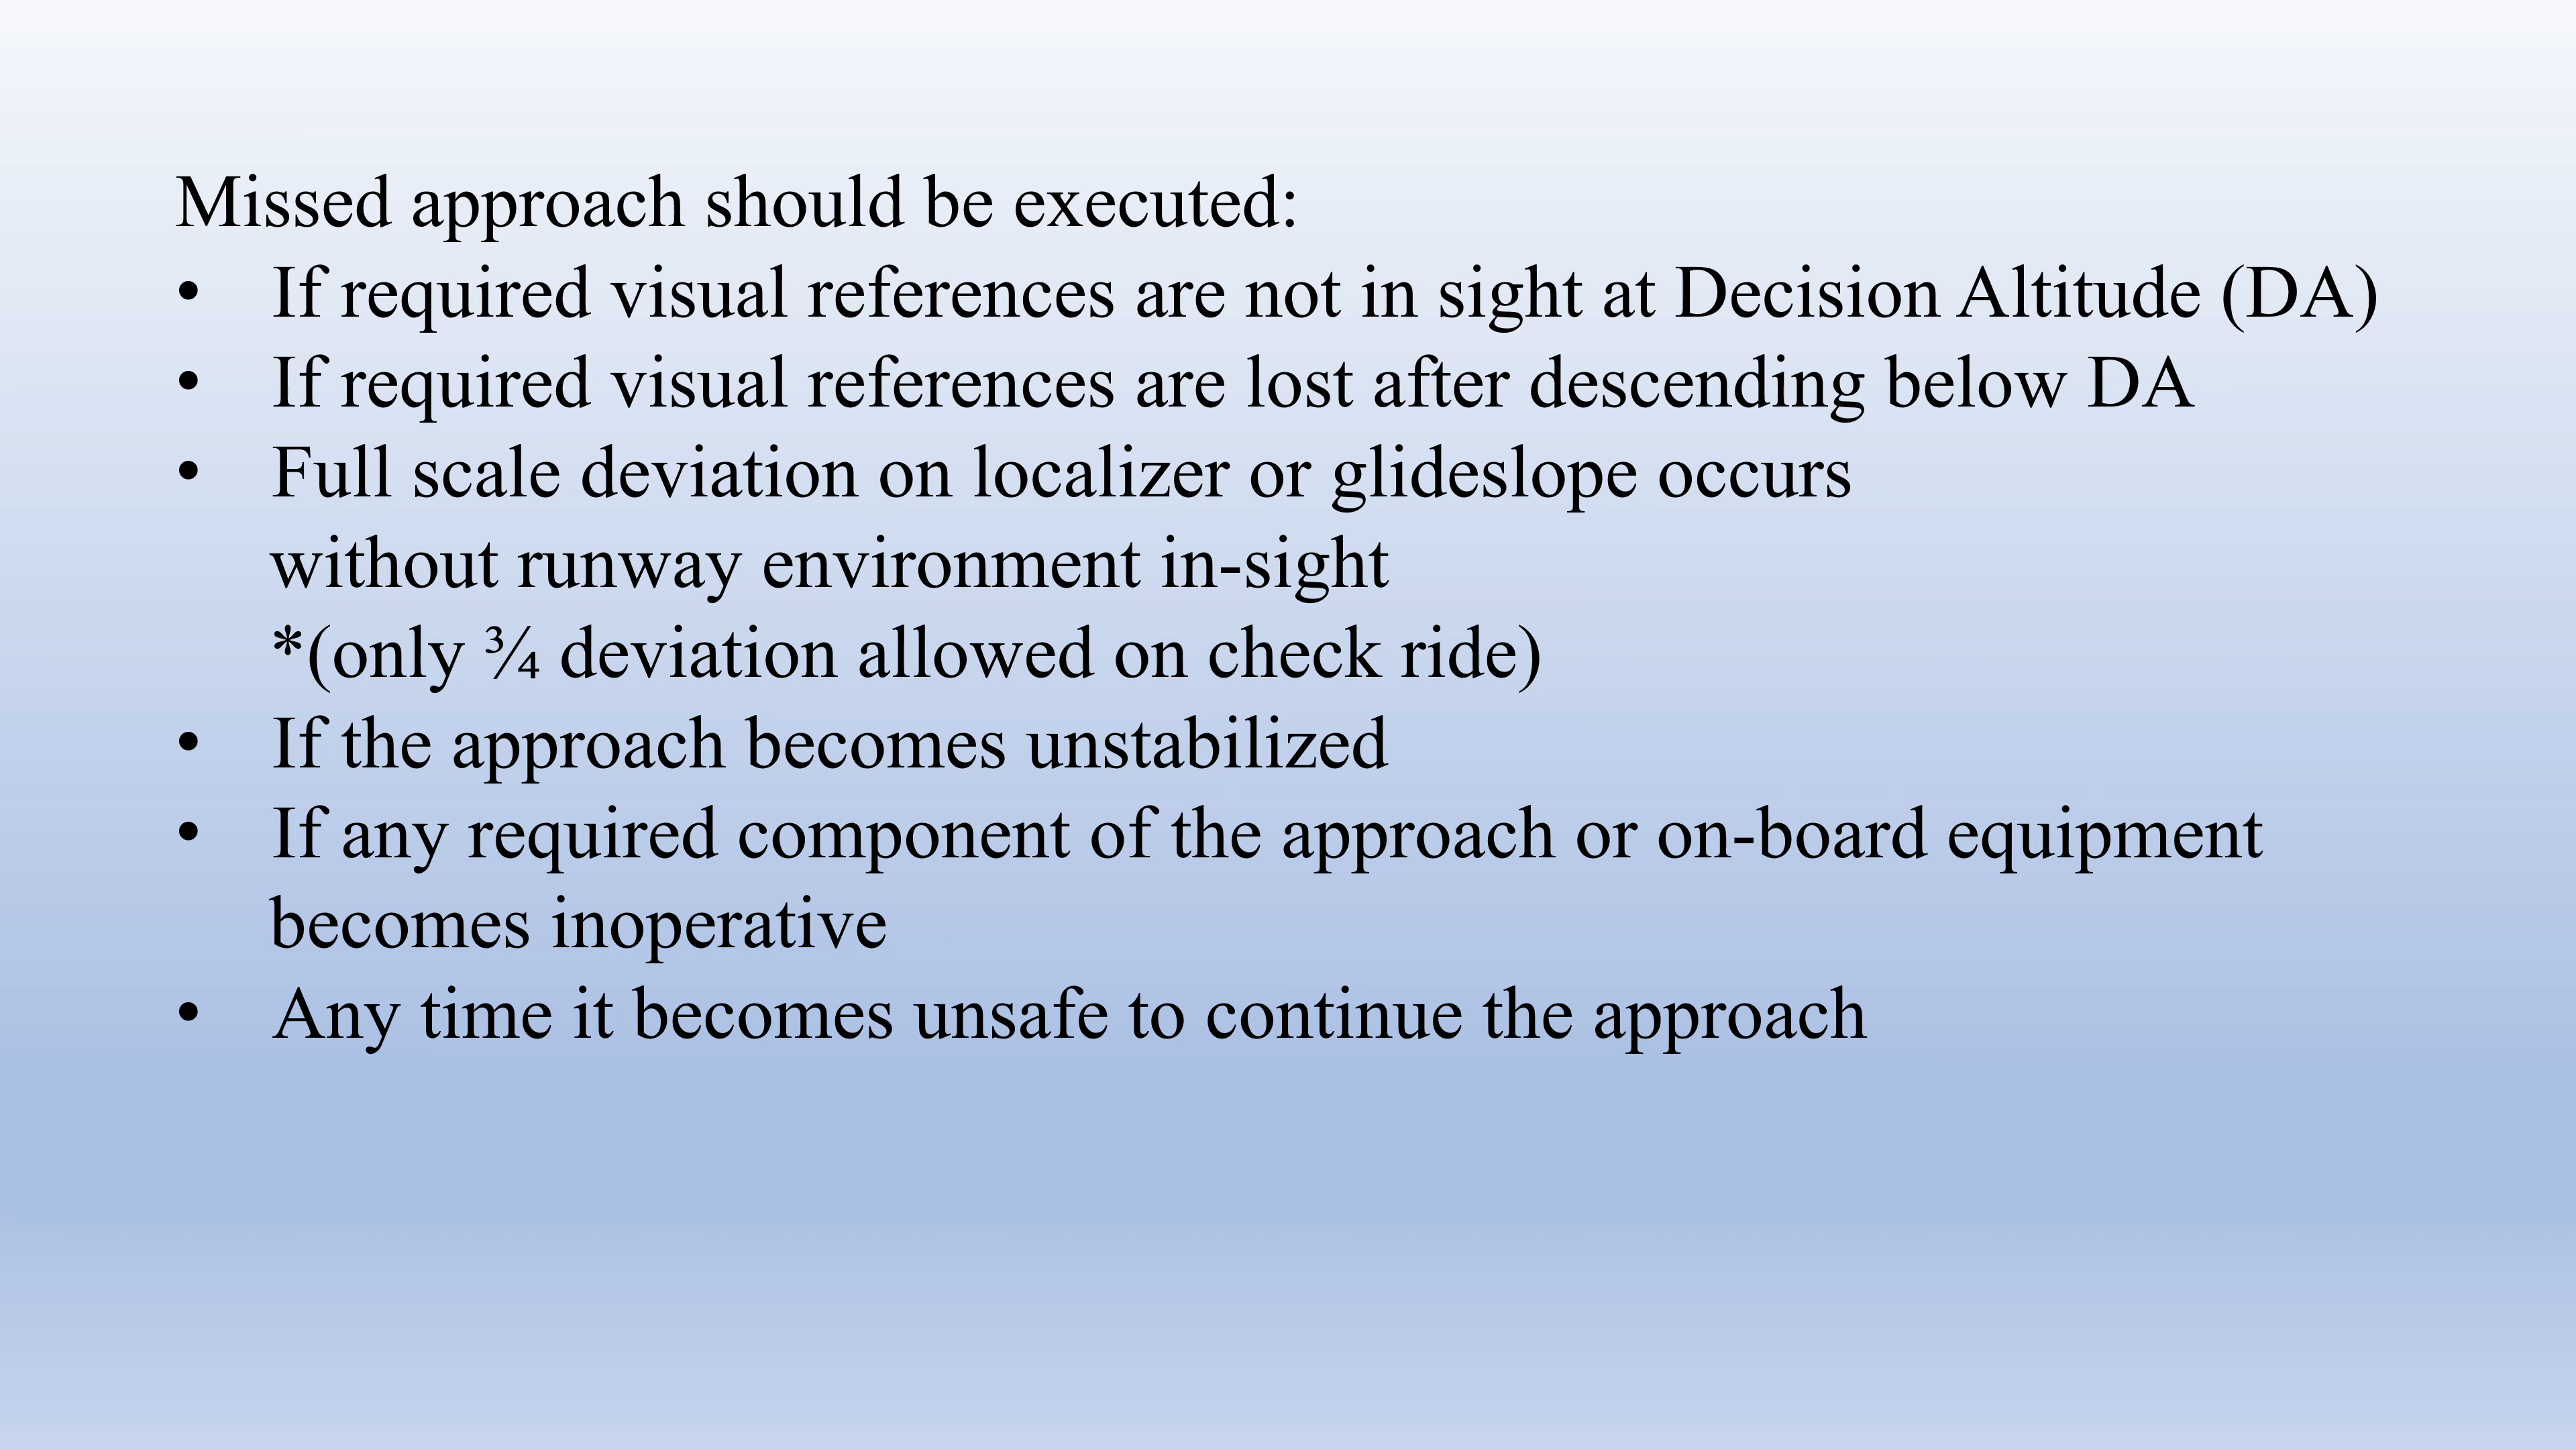 Missed approach should be executed:
• If required visual references are not in sight at Decision Altitude (DA)
• If required visual references are lost after descending below DA
• Full scale deviation on localizer or glideslope occurs
without runway environment in-sight
*(only ¾ deviation allowed on check ride)
• If the approach becomes unstabilized
• If any required component of the approach or on-board equipment
becomes inoperative
• Any time it becomes unsafe to continue the approach